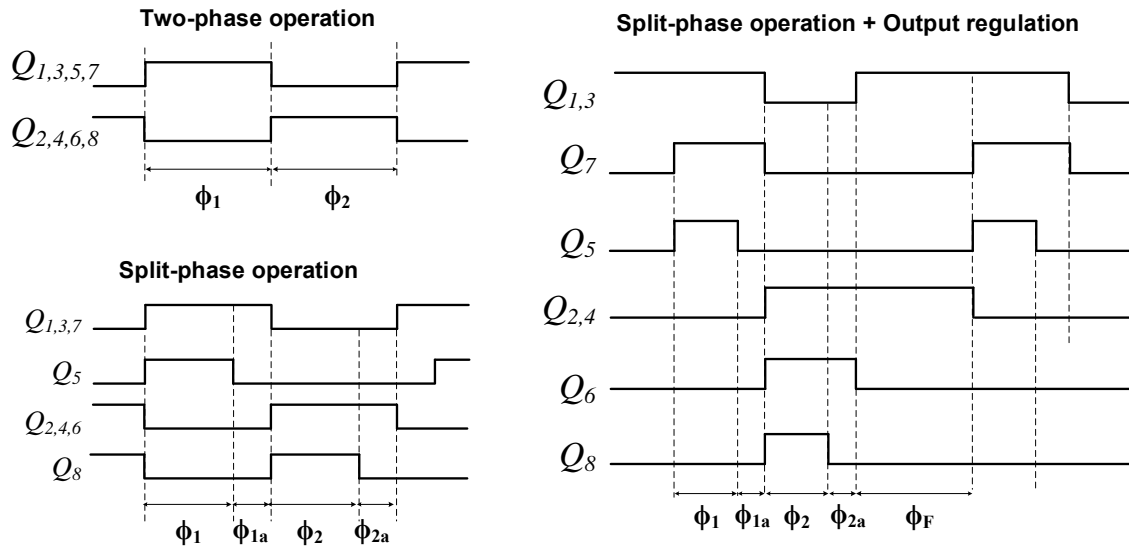 Two-phase operation
Q1,3,5,7
Q2,4,6,8
ϕ1 ϕ2
Split-phase operation
Q1,3,7
Q5
Q2,4,6
Q8
ϕ1 ϕ1a ϕ2 ϕ2a
Split-phase operation + Output regulation
Q1,3
Q7
Q5
Q2,4
Q6
Q8
ϕ1 ϕ1a ϕ2 ϕ2a ϕF